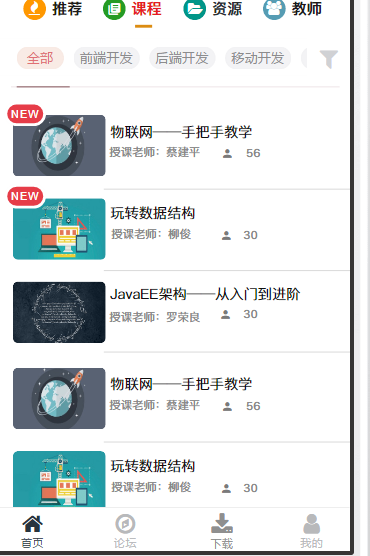 推荐 课程 资源 教师
全部 前端开发 后端开发 移动开发
NEW
物联网——手把手教学
授课老师：蔡建平 56
NEW
玩转数据结构
授课老师：柳俊 30
JavaEE架构——从入门到进阶
授课老师：罗荣良 30
物联网——手把手教学
授课老师：蔡建平 56
玩转数据结构
授课老师：柳俊 30
首页 论坛 下载 我的